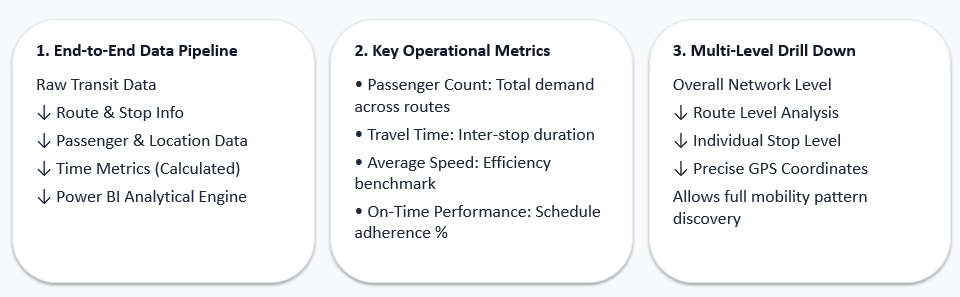 1. End-to-End Data Pipeline
Raw Transit Data
↓ Route & Stop Info
↓ Passenger & Location Data
↓ Time Metrics (Calculated)
↓ Power BI Analytical Engine
2. Key Operational Metrics
• Passenger Count: Total demand
across routes
• Travel Time: Inter-stop duration
• Average Speed: Efficiency
benchmark
• On-Time Performance: Schedule
adherence %
3. Multi-Level Drill Down
Overall Network Level
↓ Route Level Analysis
↓ Individual Stop Level
↓ Precise GPS Coordinates
Allows full mobility pattern
discovery